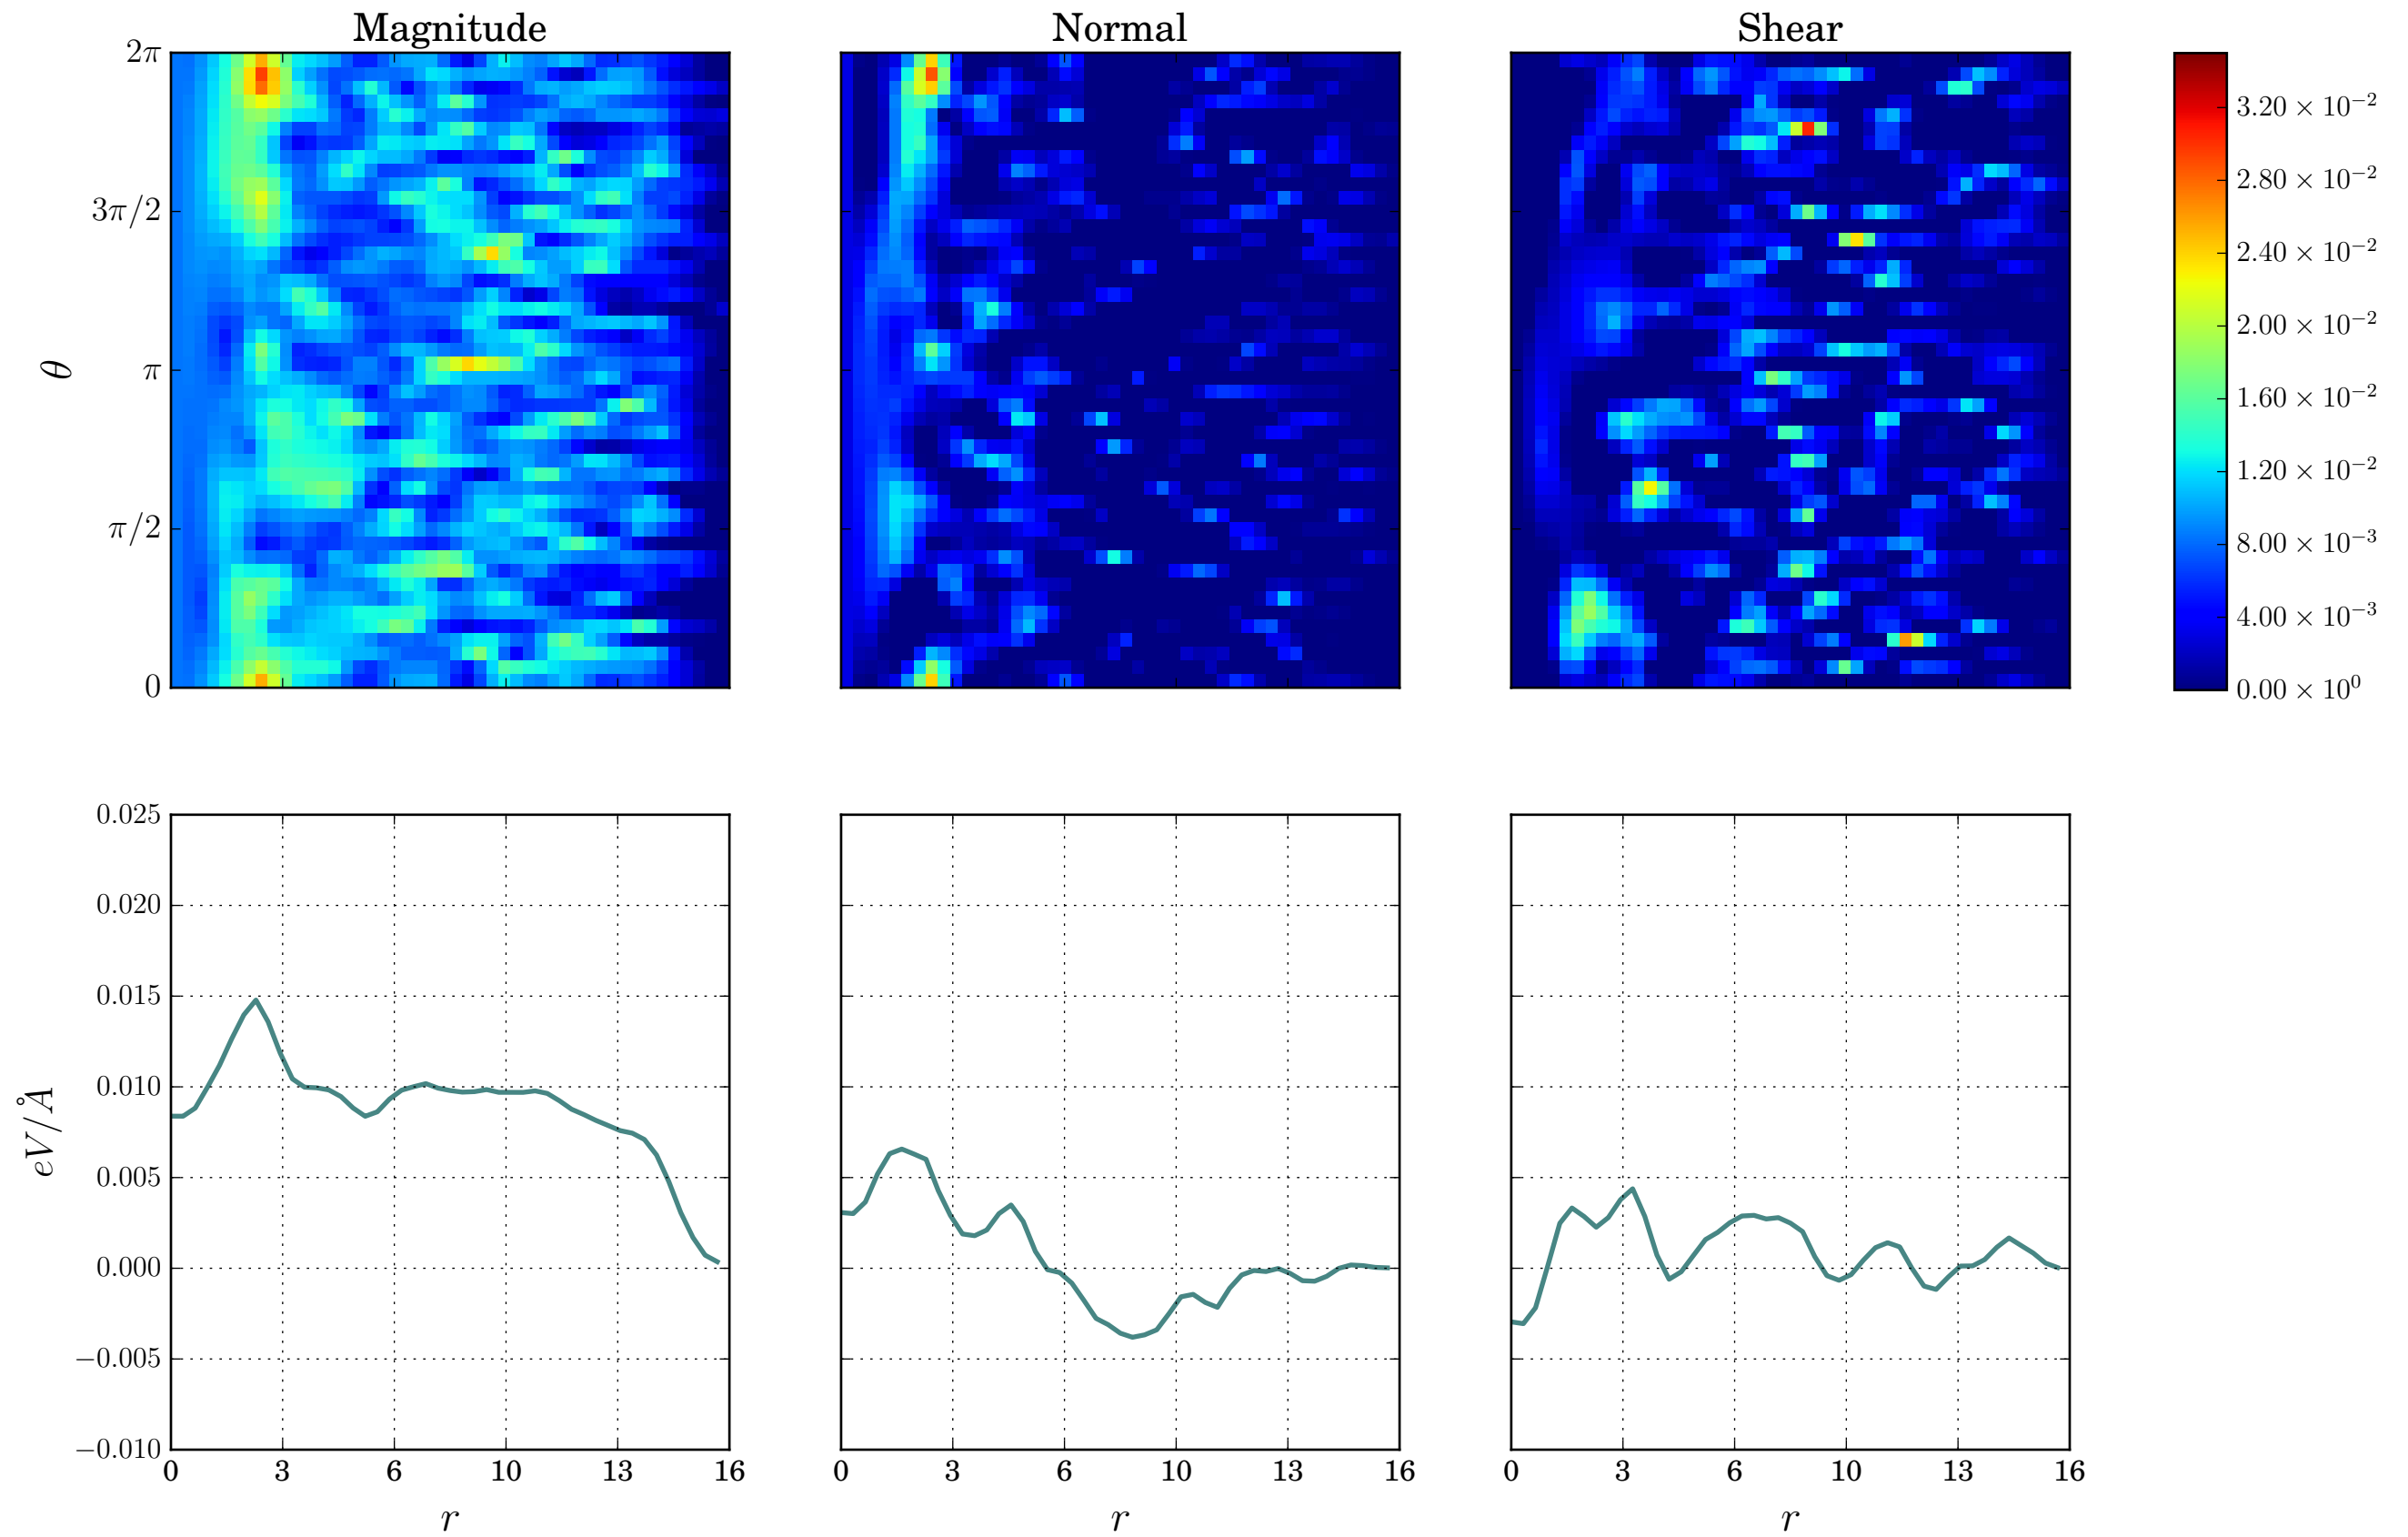 Magnitude
Normal
Shear
2π
3π/2
π
π/2
0
θ
3.20 × 10⁻²
2.80 × 10⁻²
2.40 × 10⁻²
2.00 × 10⁻²
1.60 × 10⁻²
1.20 × 10⁻²
8.00 × 10⁻³
4.00 × 10⁻³
0.00 × 10⁰
0.025
0.020
0.015
0.010
0.005
0.000
−0.005
−0.010
eV/Å
0 3 6 10 13 16
0 3 6 10 13 16
0 3 6 10 13 16
r
r
r